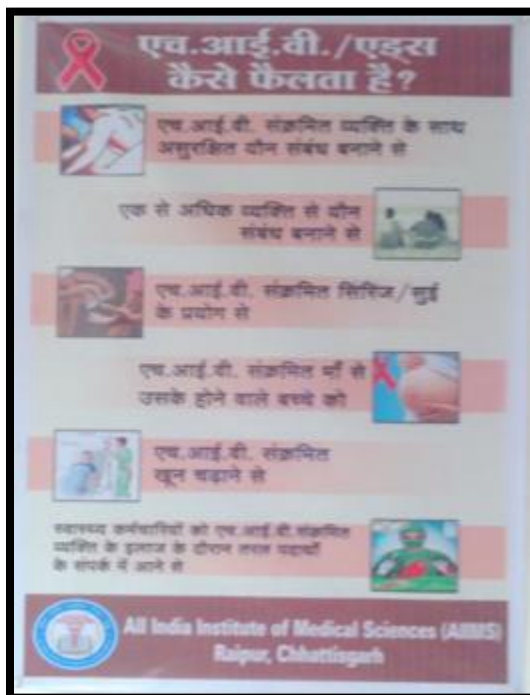 एच.आई.वी./एड्स
कैसे फैलता है?
एच.आई.वी. संक्रमित व्यक्ति के साथ
असुरक्षित यौन संबंध बनाने से
एक से अधिक व्यक्ति से यौन
संबंध बनाने से
एच.आई.वी. संक्रमित सिरिंज/सुई
के प्रयोग से
एच.आई.वी. संक्रमित माँ से
उसके होने वाले बच्चे को
एच.आई.वी. संक्रमित
खून चढ़ाने से
स्वास्थ्य कर्मचारियों को एच.आई.वी.संक्रमित
व्यक्ति के इलाज के दौरान तरल पदार्थो
के संपर्क में आने से
All India Institute of Medical Sciences (AIIMS)
Raipur, Chhattisgarh